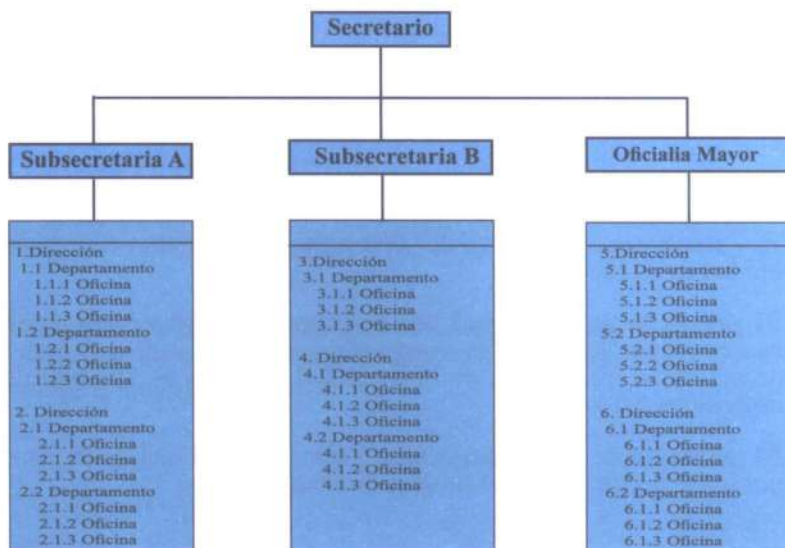 Secretario
Subsecretaria A
Subsecretaria B
Oficialia Mayor
1.Dirección
1.1 Departamento
1.1.1 Oficina
1.1.2 Oficina
1.1.3 Oficina
1.2 Departamento
1.2.1 Oficina
1.2.2 Oficina
1.2.3 Oficina
2. Dirección
2.1 Departamento
2.1.1 Oficina
2.1.2 Oficina
2.1.3 Oficina
2.2 Departamento
2.1.1 Oficina
2.1.2 Oficina
2.1.3 Oficina
3.Dirección
3.1 Departamento
3.1.1 Oficina
3.1.2 Oficina
3.1.3 Oficina
4. Dirección
4.1 Departamento
4.1.1 Oficina
4.1.2 Oficina
4.1.3 Oficina
4.2 Departamento
4.1.1 Oficina
4.1.2 Oficina
4.1.3 Oficina
5.Dirección
5.1 Departamento
5.1.1 Oficina
5.1.2 Oficina
5.1.3 Oficina
5.2 Departamento
5.2.1 Oficina
5.2.2 Oficina
5.2.3 Oficina
6. Dirección
6.1 Departamento
6.1.1 Oficina
6.1.2 Oficina
6.1.3 Oficina
6.2 Departamento
6.1.1 Oficina
6.1.2 Oficina
6.1.3 Oficina